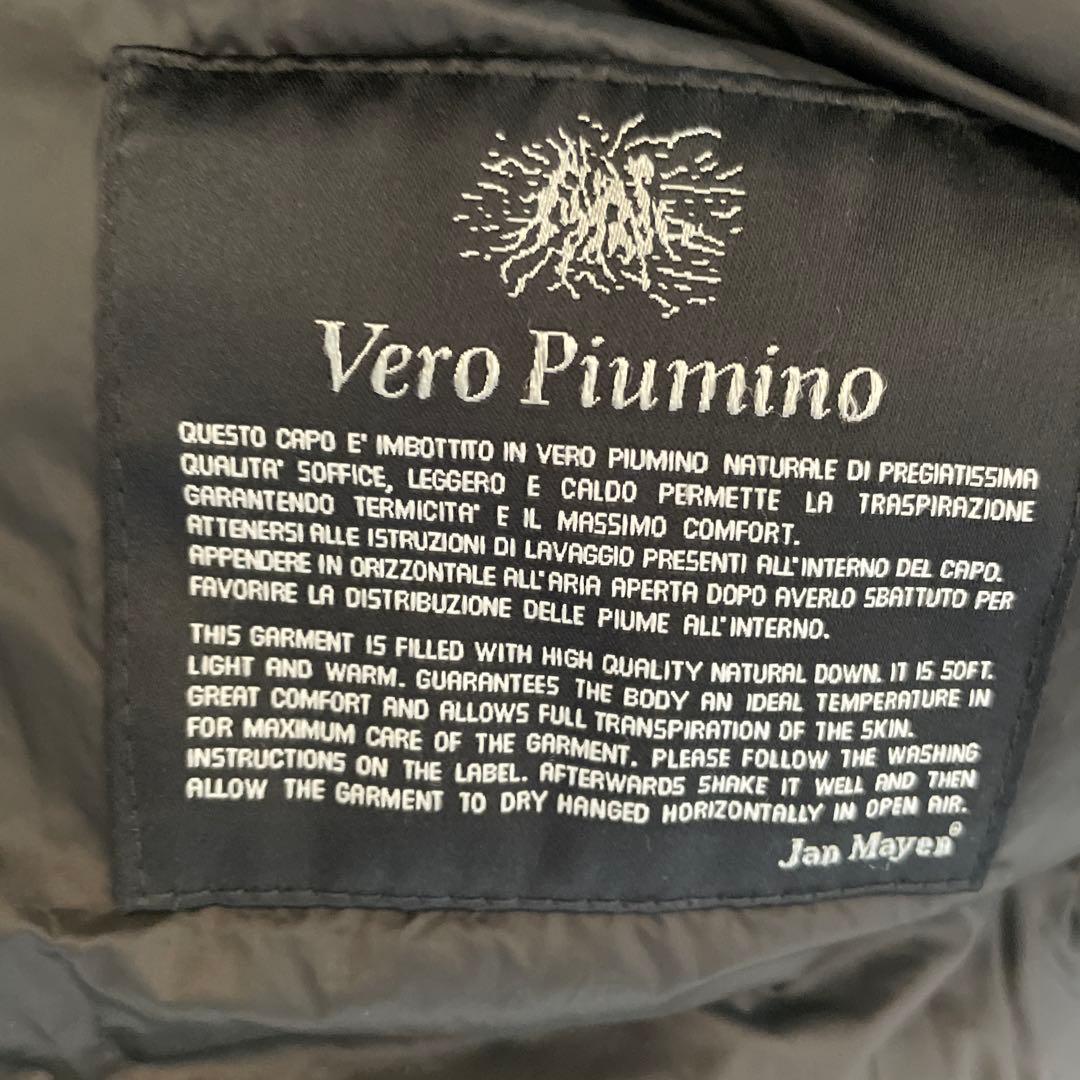 Vero Piumino
QUESTO CAPO E' IMBOTTITO IN VERO PIUMINO NATURALE DI PREGIATISSIMA
QUALITA' SOFFICE, LEGGERO E CALDO PERMETTE LA TRASPIRAZIONE
GARANTENDO TERMICITA' E IL MASSIMO COMFORT.
ATTENERSI ALLE ISTRUZIONI DI LAVAGGIO PRESENTI ALL'INTERNO DEL CAPO.
APPENDERE IN ORIZZONTALE ALL'ARIA APERTA DOPO AVERLO SBATTUTO PER
FAVORIRE LA DISTRIBUZIONE DELLE PIUME ALL'INTERNO.
THIS GARMENT IS FILLED WITH HIGH QUALITY NATURAL DOWN. IT IS SOFT.
LIGHT AND WARM. GUARANTEES THE BODY AN IDEAL TEMPERATURE IN
GREAT COMFORT AND ALLOWS FULL TRANSPIRATION OF THE SKIN.
FOR MAXIMUM CARE OF THE GARMENT. PLEASE FOLLOW THE WASHING
INSTRUCTIONS ON THE LABEL. AFTERWARDS SHAKE IT WELL AND THEN
ALLOW THE GARMENT TO DRY HANGED HORIZONTALLY IN OPEN AIR.
Jan Mayen®